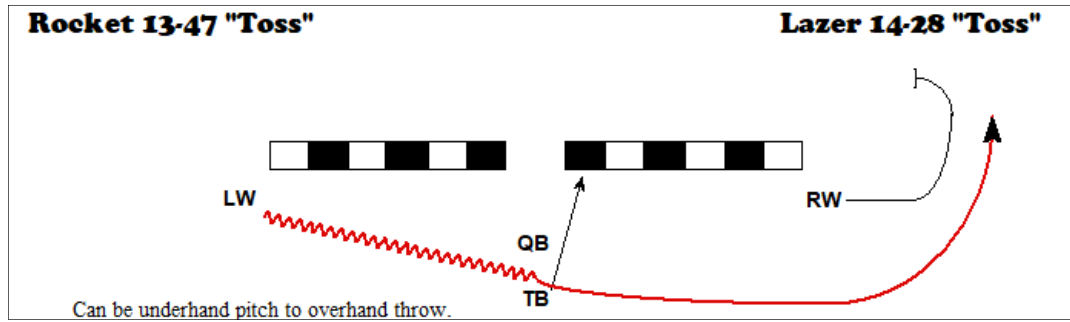 Rocket 13-47 "Toss"
Lazer 14-28 "Toss"
LW
RW
QB
TB
Can be underhand pitch to overhand throw.